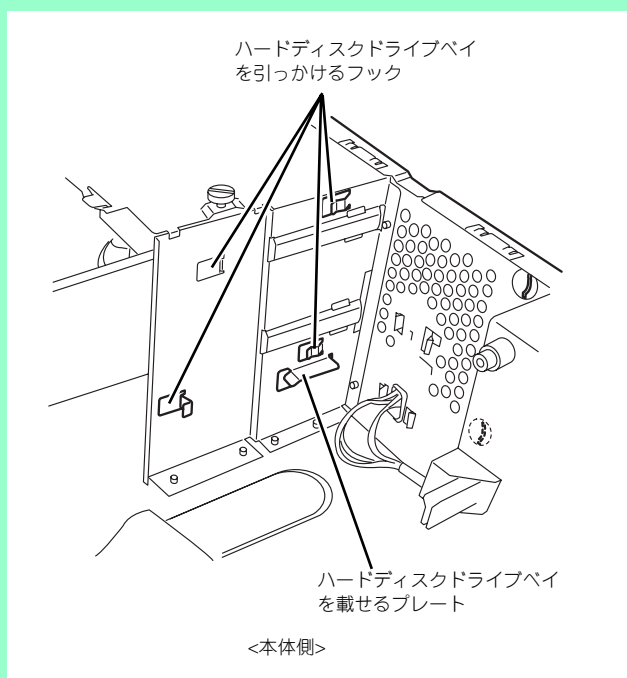 ハードディスクドライブベイ
を引っかけるフック
ハードディスクドライブベイ
を載せるプレート
<本体側>